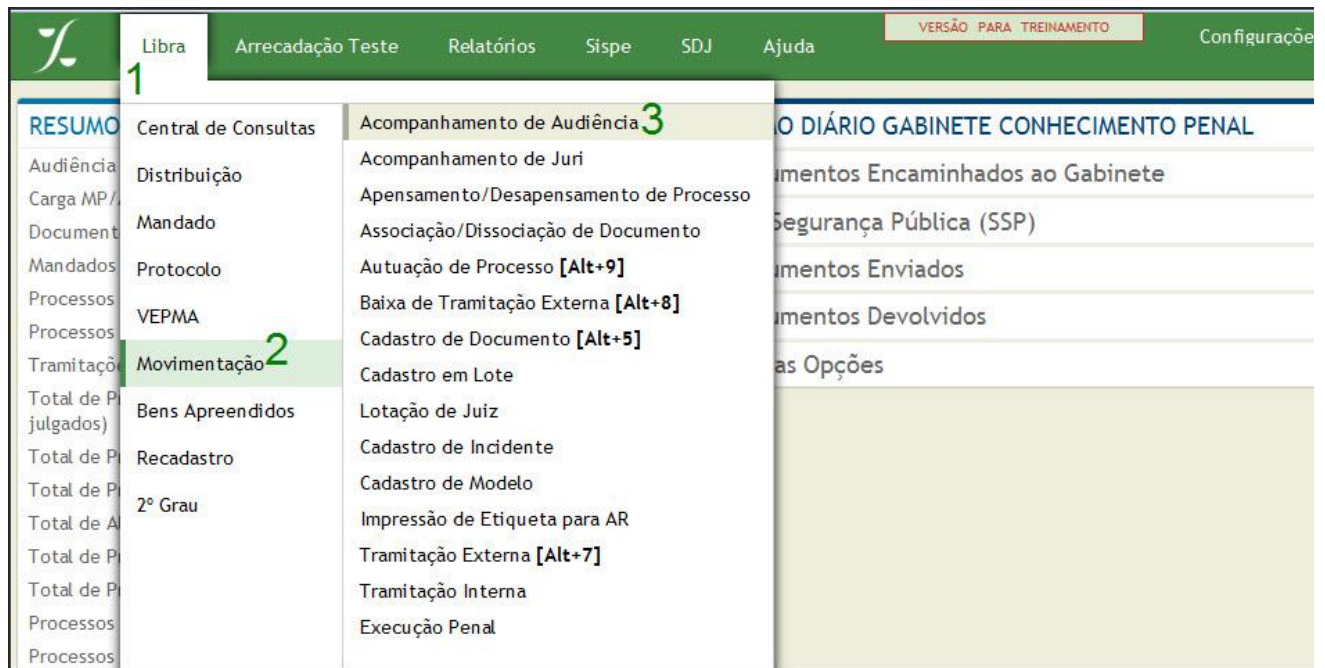 Libra Arrecadação Teste Relatórios Sispe SDJ Ajuda VERSÃO PARA TREINAMENTO Configuraçõe
1
RESUMO
Audiência
Carga MP/
Document
Mandados
Processos
Processos
Tramitaçõ
Total de P
julgados)
Total de P
Total de P
Total de A
Total de P
Total de P
Processos
Processos
Central de Consultas
Distribuição
Mandado
Protocolo
VEPMA
Movimentação 2
Bens Apreendidos
Recadastro
2º Grau
Acompanhamento de Audiência 3
Acompanhamento de Juri
Apensamento/Desapensamento de Processo
Associação/Dissociação de Documento
Autuação de Processo [Alt+9]
Baixa de Tramitação Externa [Alt+8]
Cadastro de Documento [Alt+5]
Cadastro em Lote
Lotação de Juiz
Cadastro de Incidente
Cadastro de Modelo
Impressão de Etiqueta para AR
Tramitação Externa [Alt+7]
Tramitação Interna
Execução Penal
O DIÁRIO GABINETE CONHECIMENTO PENAL
umentos Encaminhados ao Gabinete
Segurança Pública (SSP)
umentos Enviados
umentos Devolvidos
as Opções